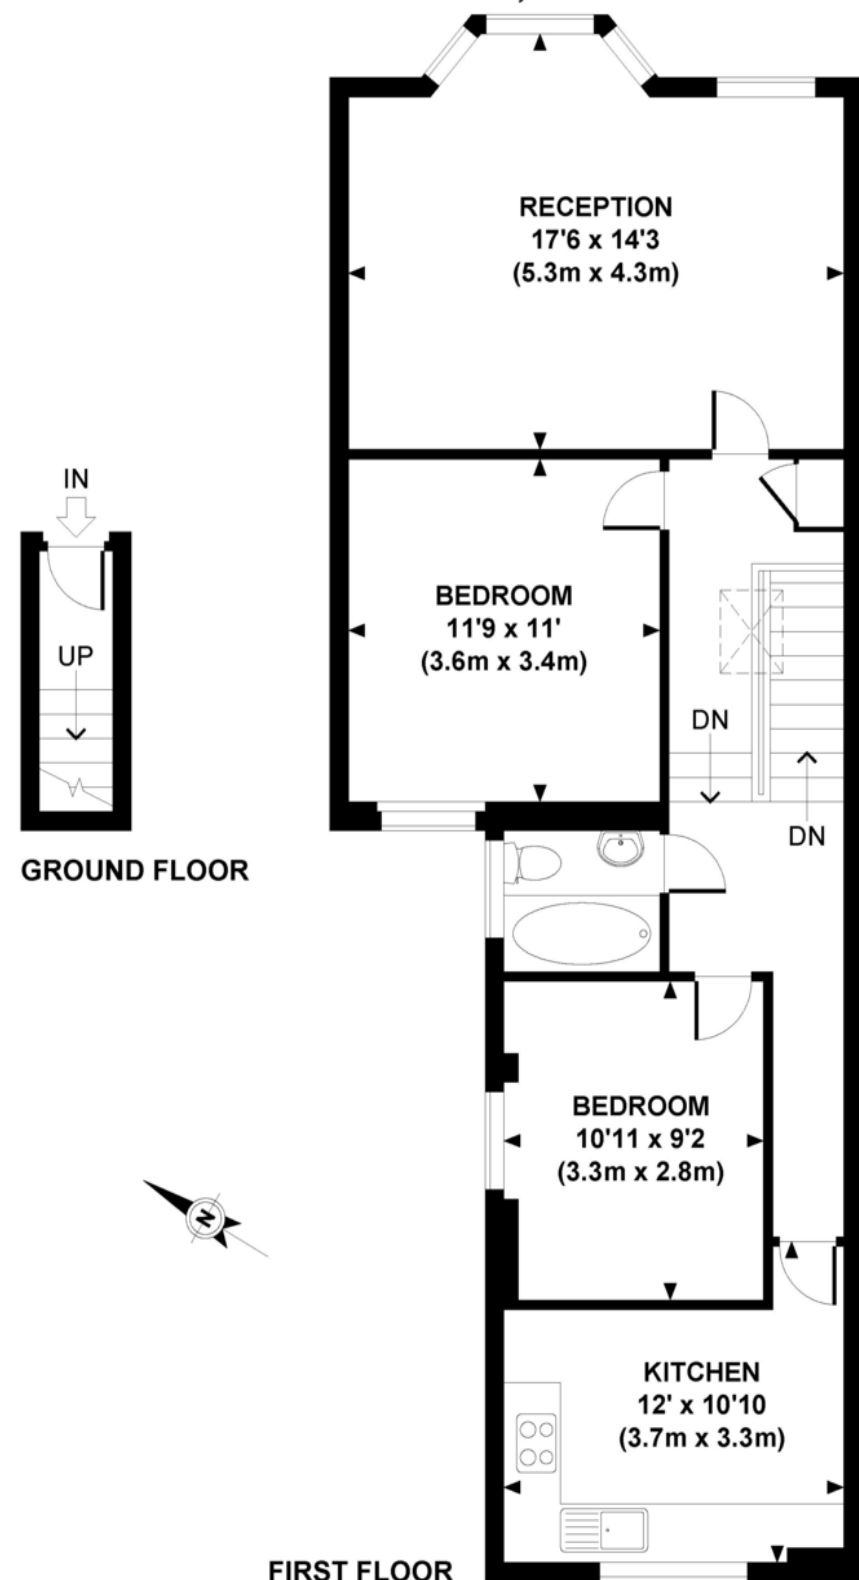 RECEPTION
17'6 x 14'3
(5.3m x 4.3m)
IN
UP
GROUND FLOOR
BEDROOM
11'9 x 11'
(3.6m x 3.4m)
DN
DN
BEDROOM
10'11 x 9'2
(3.3m x 2.8m)
N
KITCHEN
12' x 10'10
(3.7m x 3.3m)
FIRST FLOOR